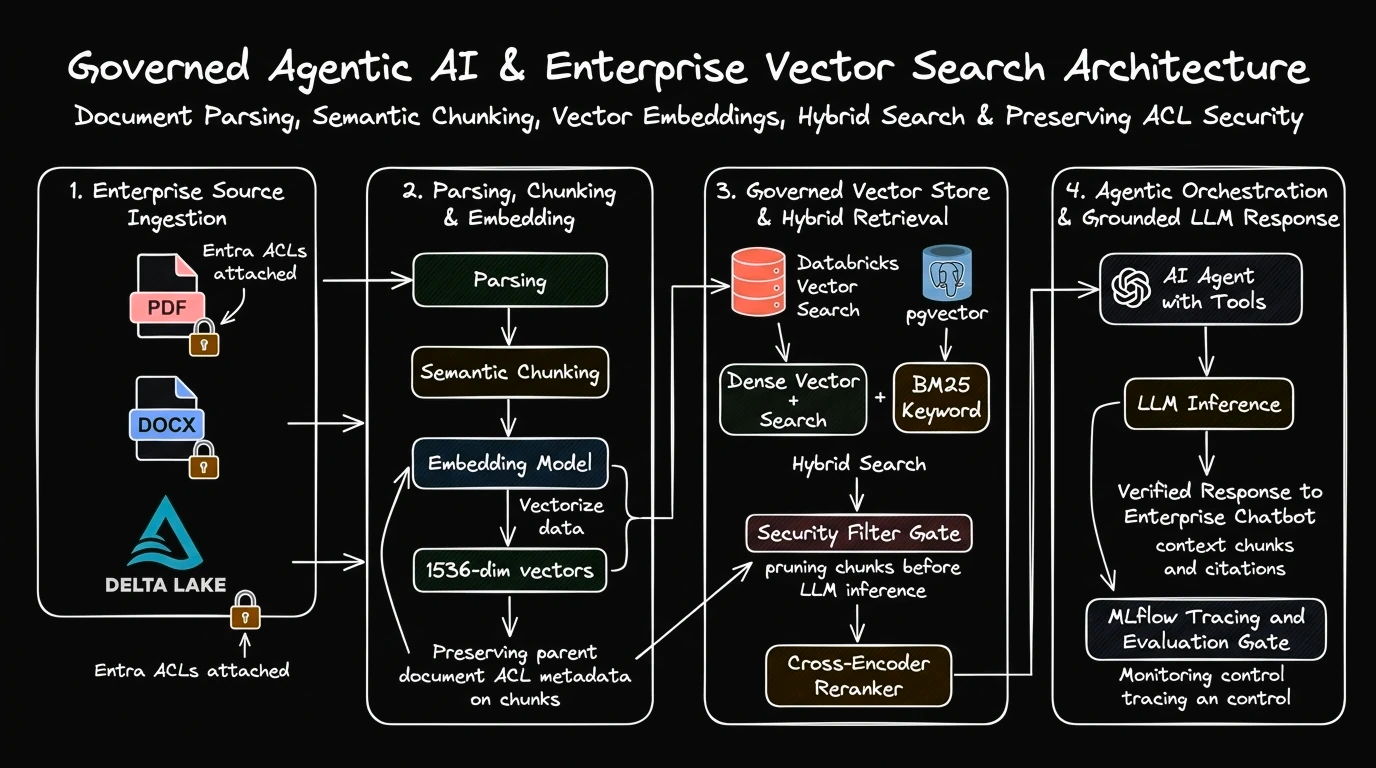 Governed Agentic AI & Enterprise Vector Search Architecture
Document Parsing, Semantic Chunking, Vector Embeddings, Hybrid Search & Preserving ACL Security
1. Enterprise Source
Ingestion
Entra ACLs
attached
PDF
DOCX
DELTA LAKE
Entra ACLs attached
2. Parsing, Chunking
& Embedding
Parsing
Semantic Chunking
Embedding Model
Vectorize
data
1536-dim vectors
Preserving parent
document ACL metadata
on chunks
3. Governed Vector Store
& Hybrid Retrieval
Databricks
Vector
Search
pgvector
Dense Vector
+
Search
+
BM25
Keyword
Hybrid Search
Security Filter Gate
pruning chunks before
LLM inference
Cross-Encoder
Reranker
4. Agentic Orchestration
& Grounded LLM Response
AI Agent
with Tools
LLM Inference
Verified Response to
Enterprise Chatbot
context chunks
and citations
MLflow Tracing and
Evaluation Gate
Monitoring control
tracing an control